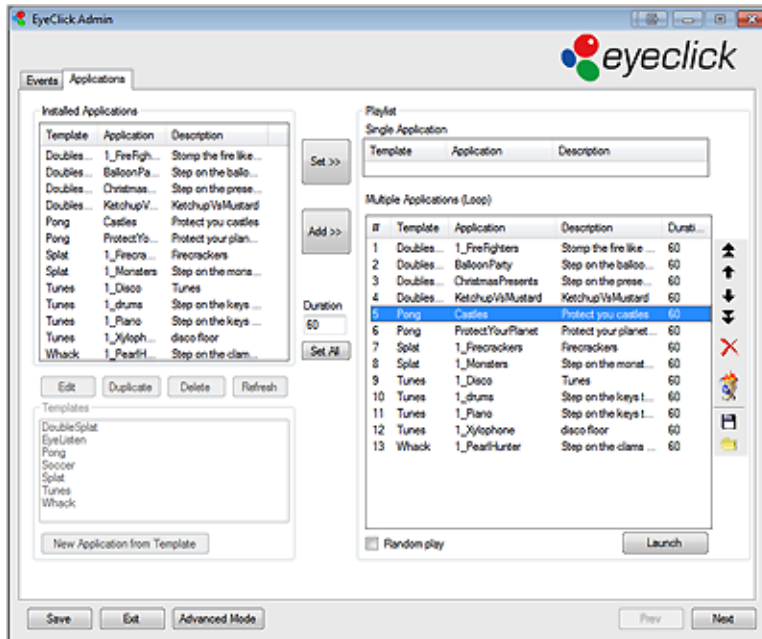 EyeClick Admin
eyeclick
Events Applications
Installed Applications
Template Application Description
Doubles... 1_FireFigh... Stomp the fire like...
Doubles... BalloonPa... Step on the ballo...
Doubles... Christmas... Step on the prese...
Doubles... KetchupV... KetchupVsMustard
Pong Castles Protect you castles
Pong ProtectYo... Protect your plan...
Splat 1_Firecra... Firecrackers
Splat 1_Monsters Step on the mons...
Tunes 1_Disco Tunes
Tunes 1_drums Step on the keys ...
Tunes 1_Piano Step on the keys ...
Tunes 1_Xyloph... disco floor
Whack 1_PearlH... Step on the clam...
Edit Duplicate Delete Refresh
Templates
DoubleSplat
EyeListen
Pong
Soccer
Splat
Tunes
Whack
New Application from Template
Set >>
Add >>
Duration
60
Set All
Playlist
Single Application
Template Application Description
Multiple Applications (Loop)
# Template Application Description Durati...
1 Doubles... 1_FireFighters Stomp the fire like ... 60
2 Doubles... BalloonParty Step on the balloo... 60
3 Doubles... ChristmasPresents Step on the prese... 60
4 Doubles... KetchupVsMustard KetchupVsMustard 60
5 Pong Castles Protect you castles 60
6 Pong ProtectYourPlanet Protect your planet... 60
7 Splat 1_Firecrackers Firecrackers 60
8 Splat 1_Monsters Step on the monst... 60
9 Tunes 1_Disco Tunes 60
10 Tunes 1_drums Step on the keys t... 60
11 Tunes 1_Piano Step on the keys t... 60
12 Tunes 1_Xylophone disco floor 60
13 Whack 1_PearlHunter Step on the clams ... 60
Random play
Launch
Save Exit Advanced Mode Prev Next